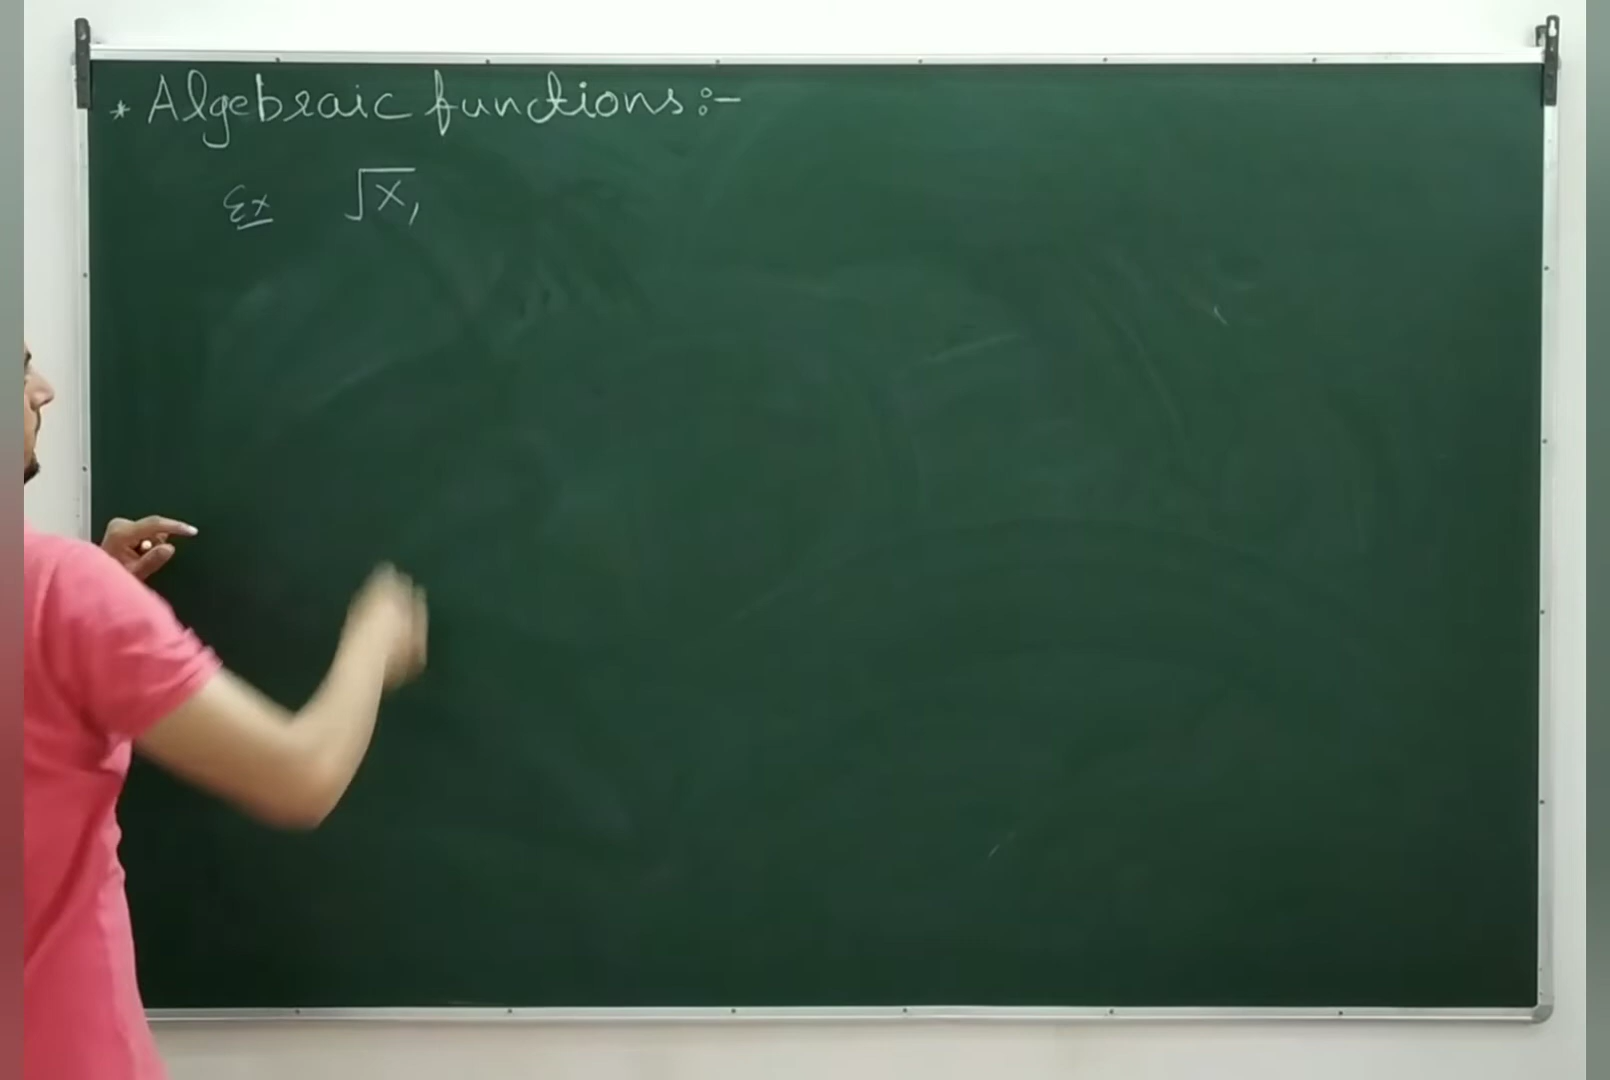 * Algebraic functions :-
Ex √x,